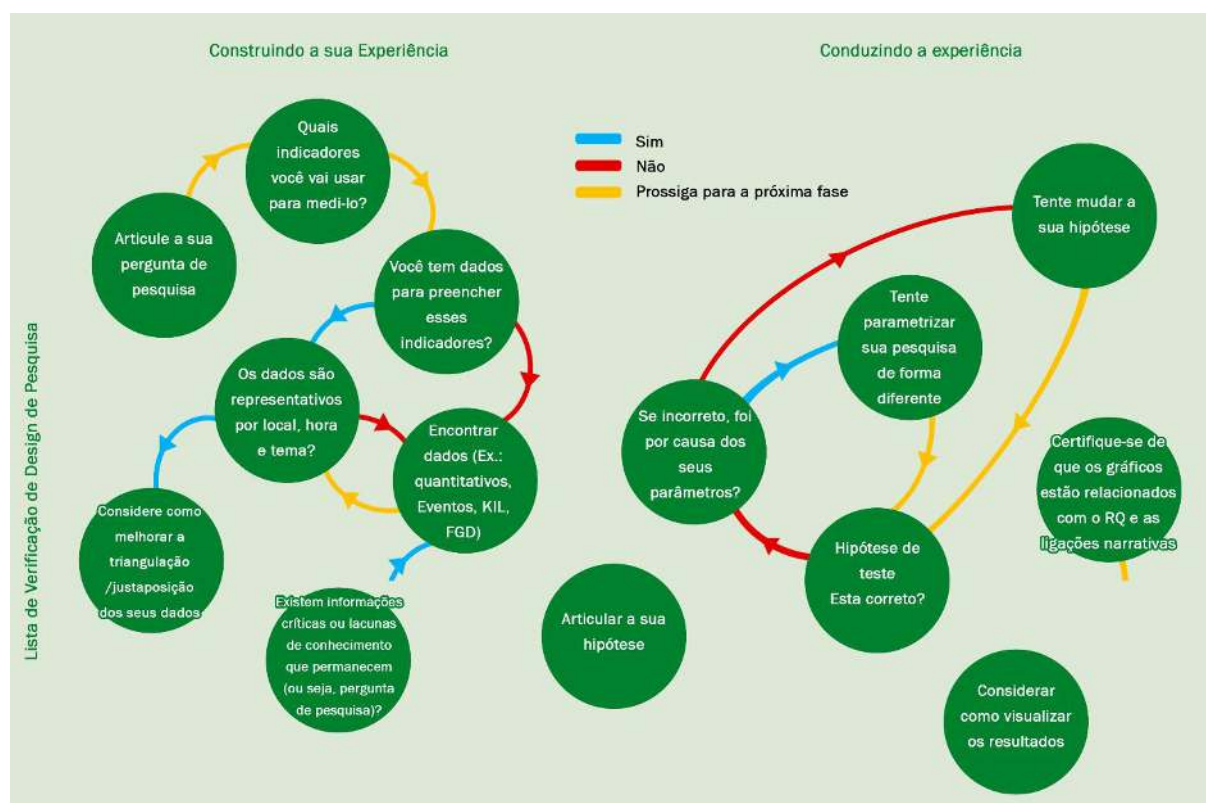 Construindo a sua Experiência
Conduzindo a experiência
Lista de Verificação de Design de Pesquisa
Sim
Não
Prossiga para a próxima fase
Quais
indicadores
você vai usar
para medi-lo?
Articule a sua
pergunta de
pesquisa
Você tem dados
para preencher
esses
indicadores?
Os dados são
representativos
por local, hora
e tema?
Encontrar
dados (Ex.:
quantitativos,
Eventos, KIL,
FGD)
Considere como
melhorar a
triangulação
/justaposição
dos seus dados
Existem informações
críticas ou lacunas
de conhecimento
que permanecem
(ou seja, pergunta
de pesquisa)?
Articular a sua
hipótese
Tente mudar a
sua hipótese
Tente
parametrizar
sua pesquisa
de forma
diferente
Se incorreto, foi
por causa dos
seus
parâmetros?
Hipótese de
teste
Esta correto?
Certifique-se de
que os gráficos
estão relacionados
com o RQ e as
ligações narrativas
Considerar
como visualizar
os resultados